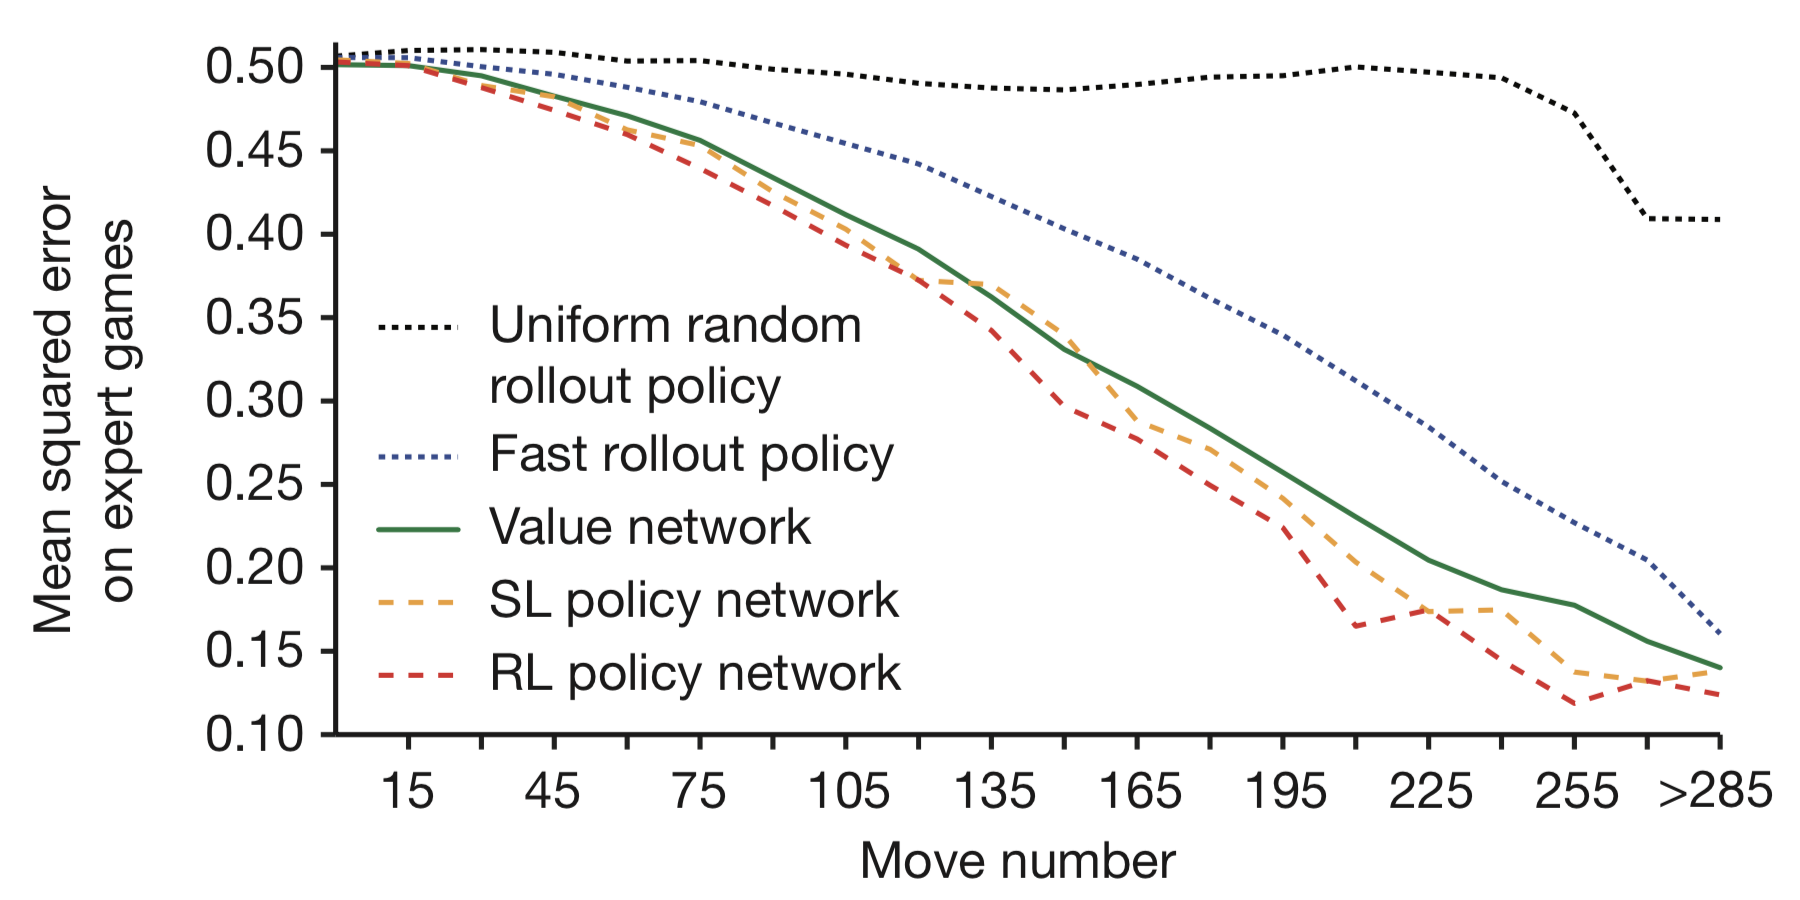 Mean squared error
on expert games
0.50
0.45
0.40
0.35
0.30
0.25
0.20
0.15
0.10
Uniform random
rollout policy
Fast rollout policy
Value network
SL policy network
RL policy network
15 45 75 105 135 165 195 225 255 >285
Move number